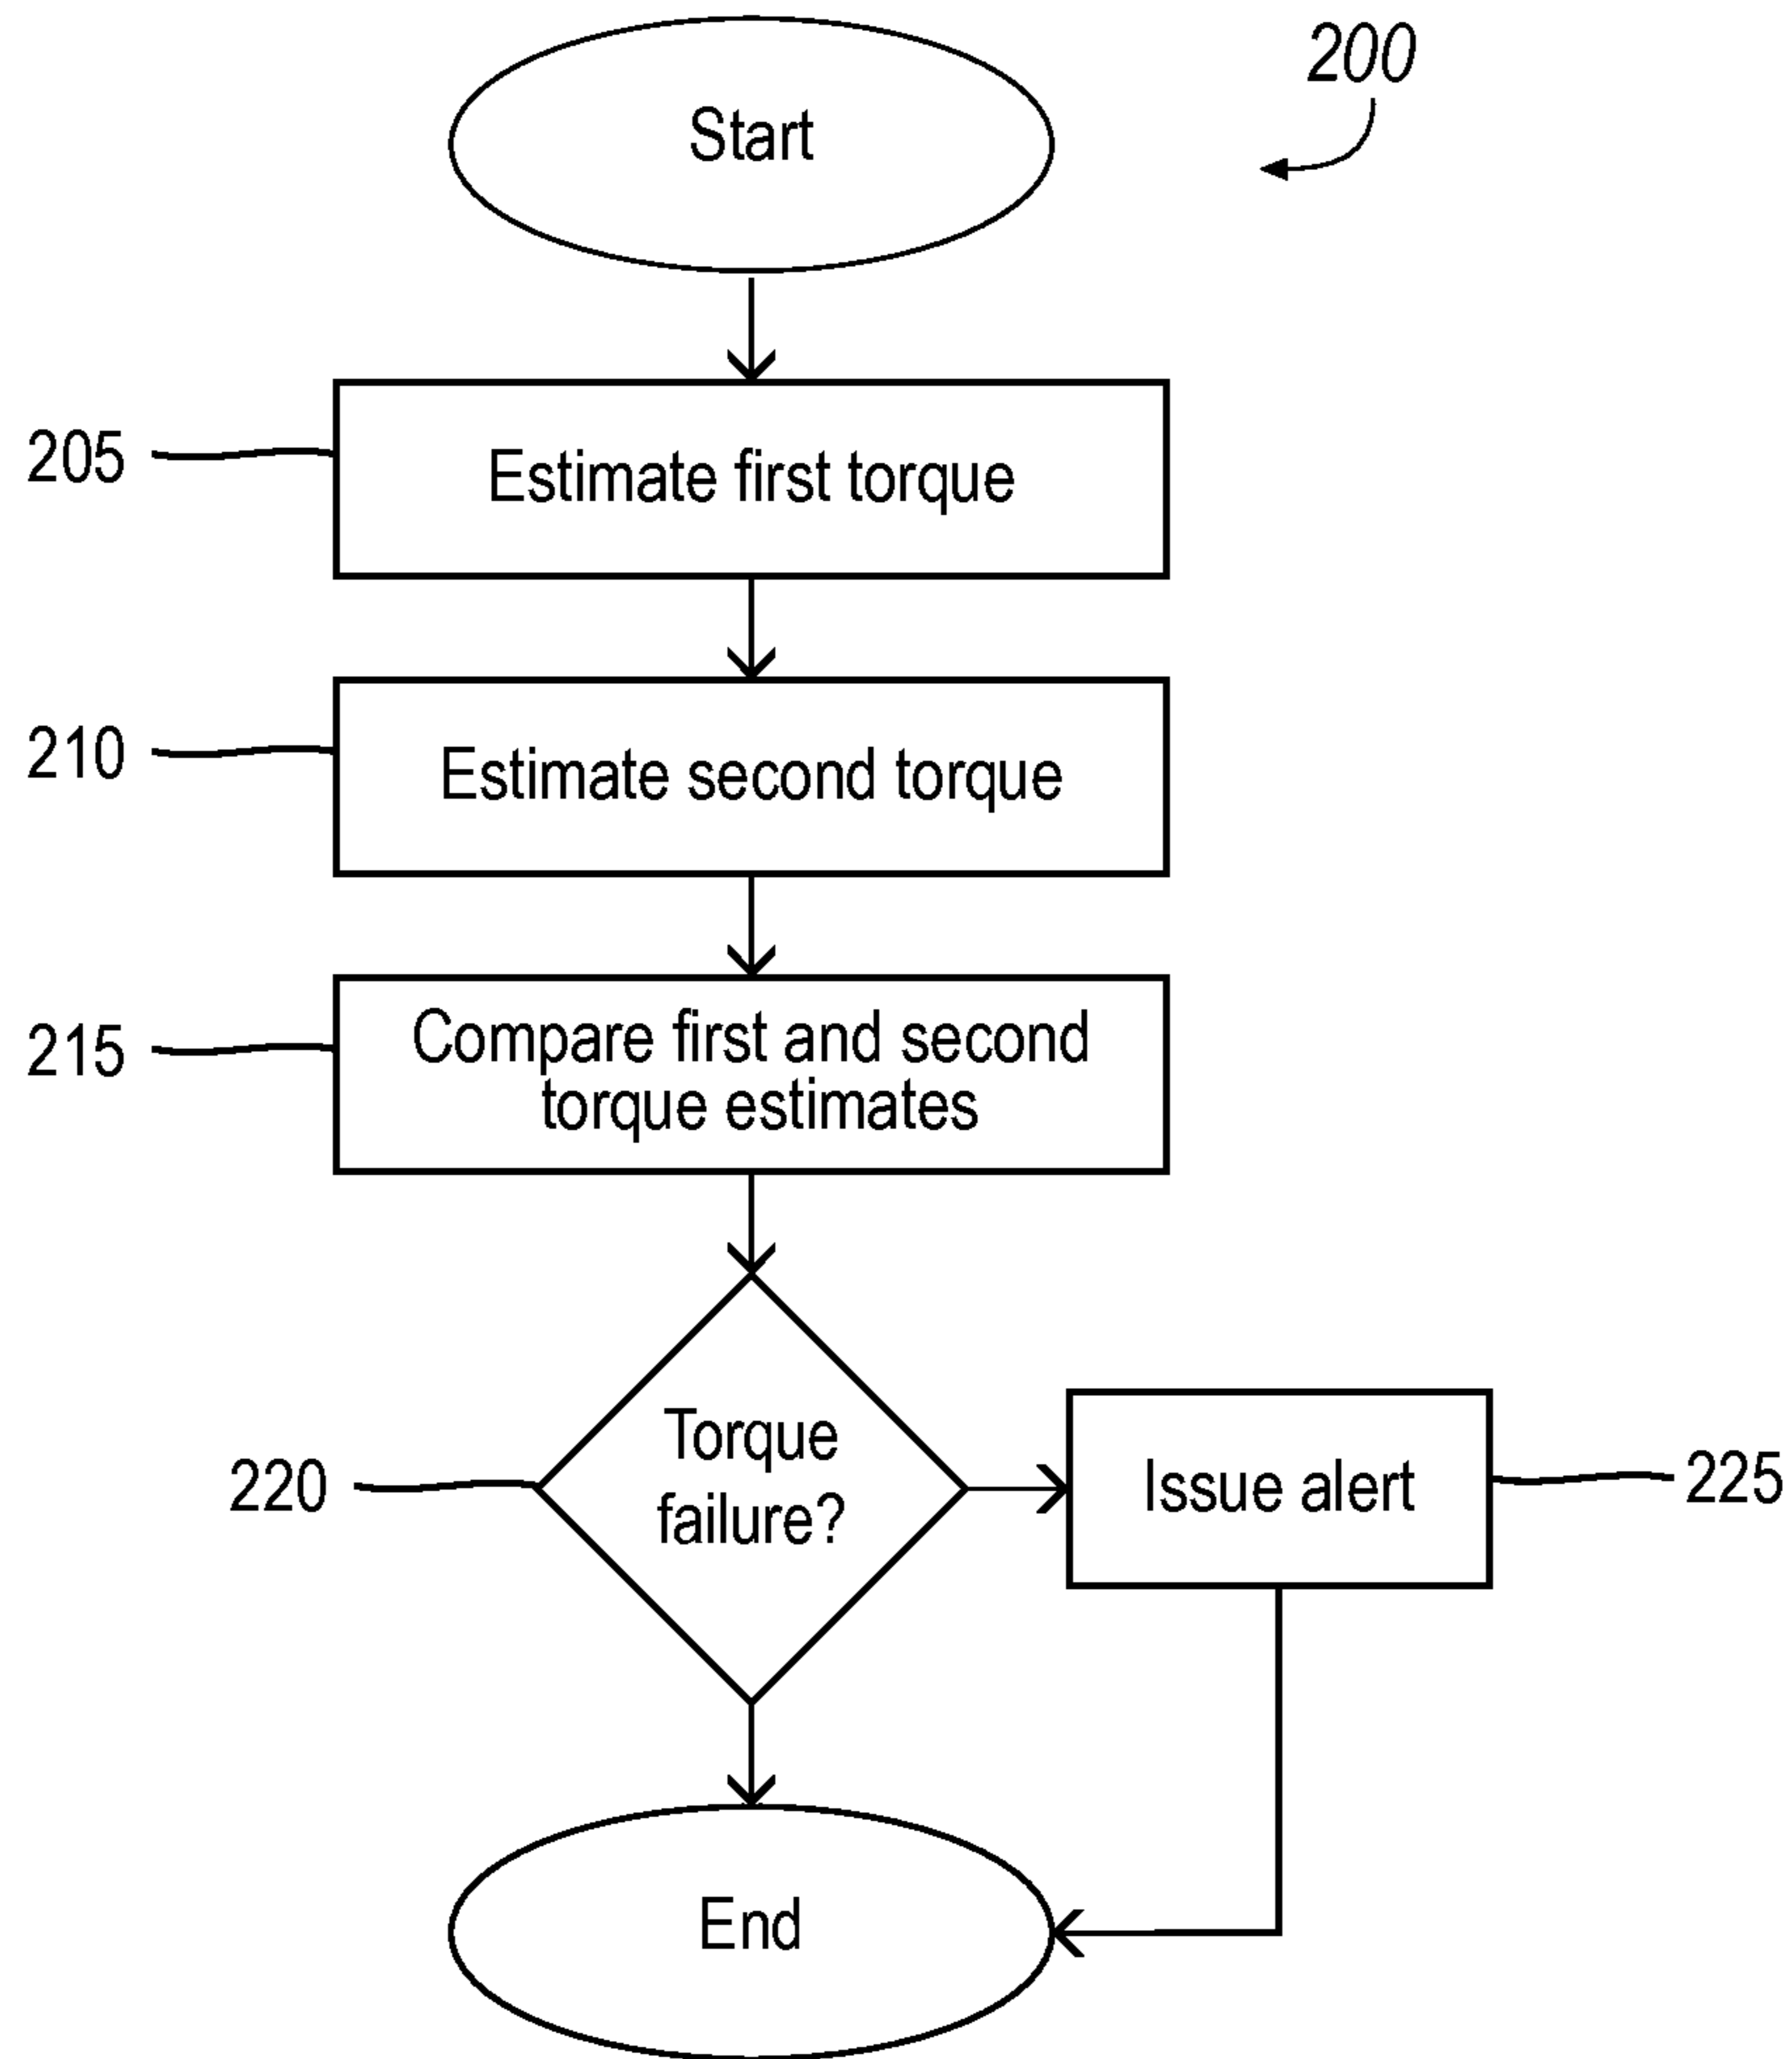 Start
200
205
Estimate first torque
210
Estimate second torque
215
Compare first and second
torque estimates
220
Torque
failure?
Issue alert
225
End